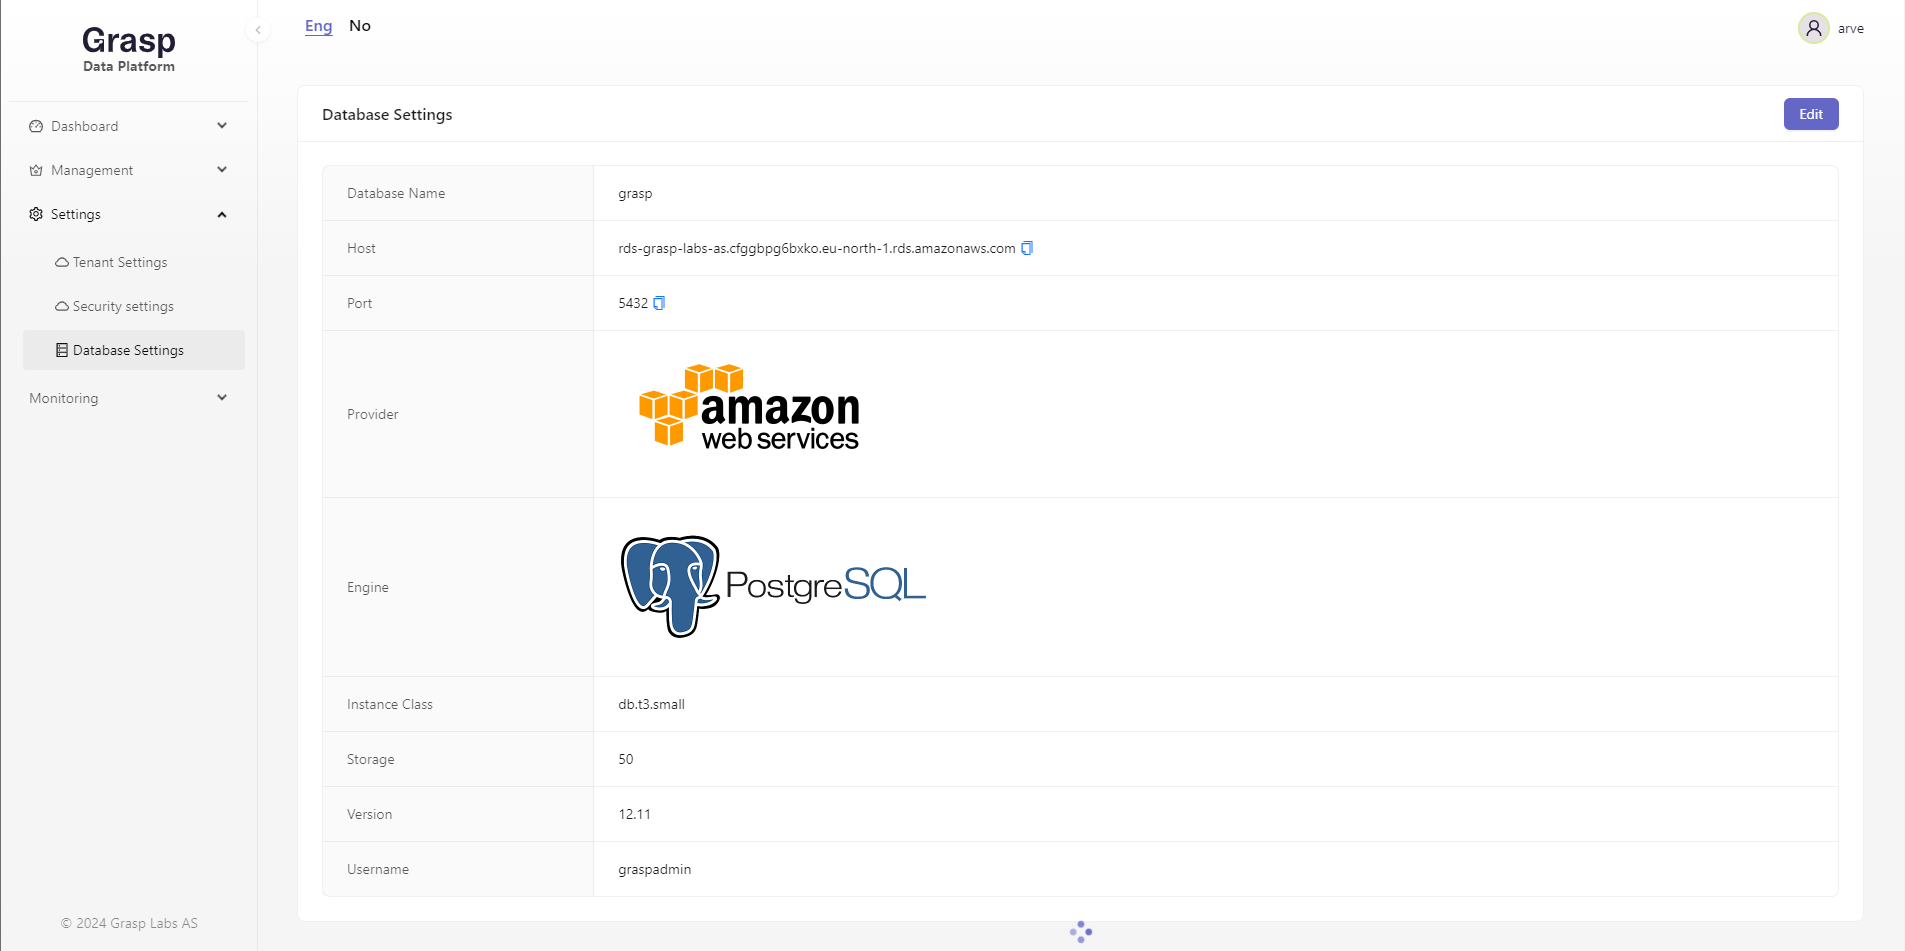 Grasp
Data Platform
Eng No
arve
Dashboard
Management
Settings
Tenant Settings
Security settings
Database Settings
Monitoring
© 2024 Grasp Labs AS
Database Settings
Edit
Database Name grasp
Host rds-grasp-labs-as.cfggbpg6bxko.eu-north-1.rds.amazonaws.com
Port 5432
Provider
amazon
web services
Engine PostgreSQL
Instance Class db.t3.small
Storage 50
Version 12.11
Username graspadmin